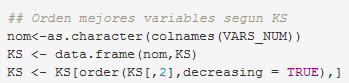 ## Orden mejores variables segun KS
nom<-as.character(colnames(VARS_NUM))
KS <- data.frame(nom,KS)
KS <- KS[order(KS[,2],decreasing = TRUE),]